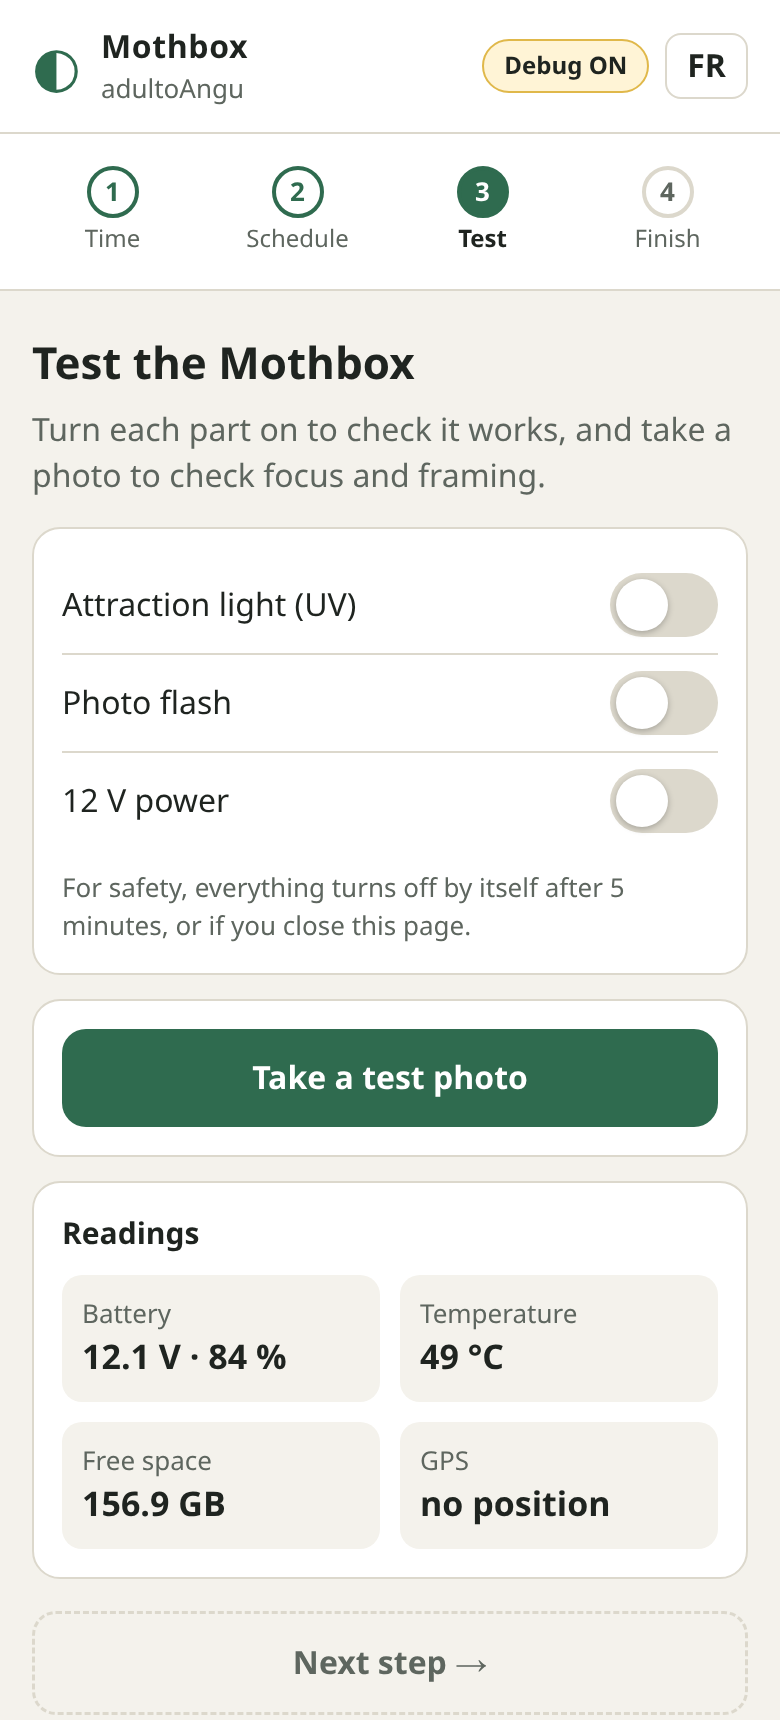 Mothbox
adultoAngu
Debug ON
FR
1
Time
2
Schedule
3
Test
4
Finish
Test the Mothbox
Turn each part on to check it works, and take a
photo to check focus and framing.
Attraction light (UV)
Photo flash
12 V power
For safety, everything turns off by itself after 5
minutes, or if you close this page.
Take a test photo
Readings
Battery
12.1 V · 84 %
Temperature
49 °C
Free space
156.9 GB
GPS
no position
Next step →